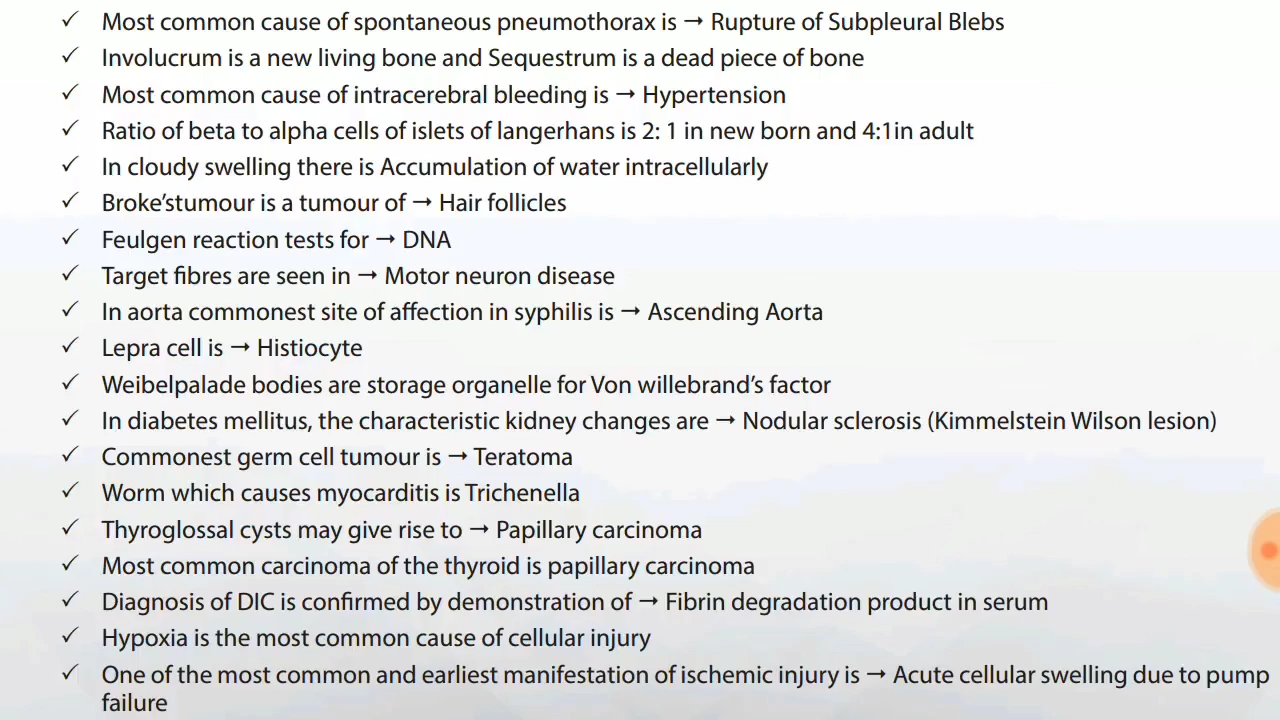 ✓ Most common cause of spontaneous pneumothorax is → Rupture of Subpleural Blebs
✓ Involucrum is a new living bone and Sequestrum is a dead piece of bone
✓ Most common cause of intracerebral bleeding is → Hypertension
✓ Ratio of beta to alpha cells of islets of langerhans is 2: 1 in new born and 4:1in adult
✓ In cloudy swelling there is Accumulation of water intracellularly
✓ Broke'stumour is a tumour of → Hair follicles
✓ Feulgen reaction tests for → DNA
✓ Target fibres are seen in → Motor neuron disease
✓ In aorta commonest site of affection in syphilis is → Ascending Aorta
✓ Lepra cell is → Histiocyte
✓ Weibelpalade bodies are storage organelle for Von willebrand's factor
✓ In diabetes mellitus, the characteristic kidney changes are → Nodular sclerosis (Kimmelstein Wilson lesion)
✓ Commonest germ cell tumour is → Teratoma
✓ Worm which causes myocarditis is Trichenella
✓ Thyroglossal cysts may give rise to → Papillary carcinoma
✓ Most common carcinoma of the thyroid is papillary carcinoma
✓ Diagnosis of DIC is confirmed by demonstration of → Fibrin degradation product in serum
✓ Hypoxia is the most common cause of cellular injury
✓ One of the most common and earliest manifestation of ischemic injury is → Acute cellular swelling due to pump
failure